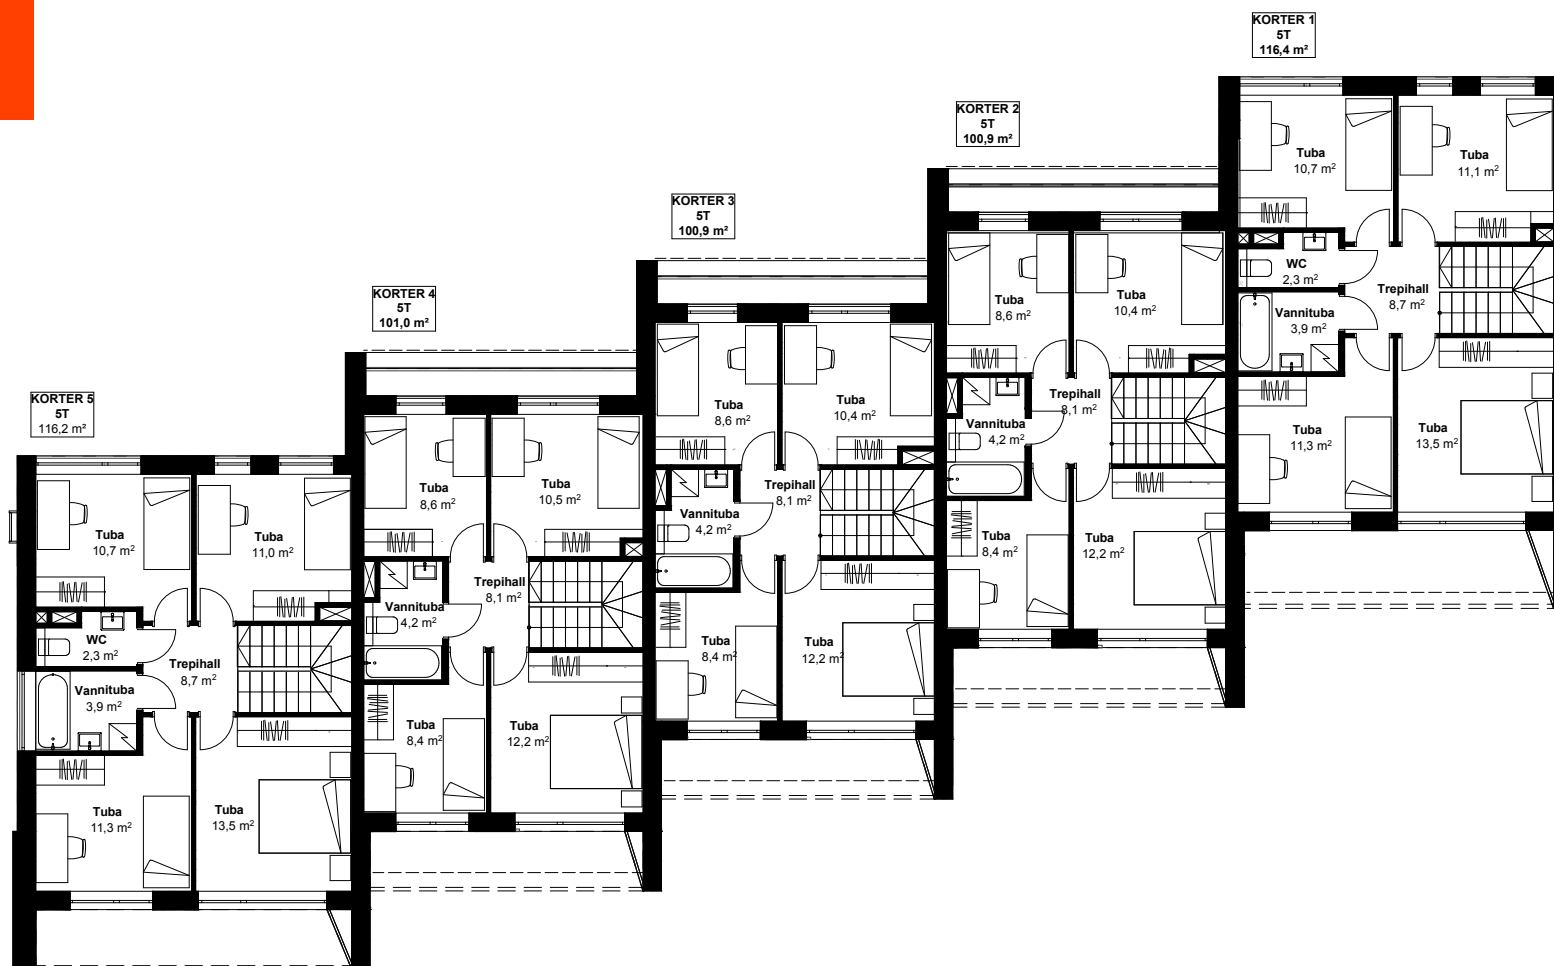 KORTER 1
5T
116,4 m²
Tuba
10,7 m²
Tuba
11,1 m²
WC
2,3 m²
Trepihall
8,7 m²
Vannituba
3,9 m²
Tuba
11,3 m²
Tuba
13,5 m²
KORTER 2
5T
100,9 m²
Tuba
8,6 m²
Tuba
10,4 m²
Trepihall
8,1 m²
Vannituba
4,2 m²
Tuba
8,4 m²
Tuba
12,2 m²
KORTER 3
5T
100,9 m²
Tuba
8,6 m²
Tuba
10,4 m²
Trepihall
8,1 m²
Vannituba
4,2 m²
Tuba
8,4 m²
Tuba
12,2 m²
KORTER 4
5T
101,0 m²
Tuba
8,6 m²
Tuba
10,5 m²
Trepihall
8,1 m²
Vannituba
4,2 m²
Tuba
8,4 m²
Tuba
12,2 m²
KORTER 5
5T
116,2 m²
Tuba
10,7 m²
Tuba
11,0 m²
WC
2,3 m²
Trepihall
8,7 m²
Vannituba
3,9 m²
Tuba
11,3 m²
Tuba
13,5 m²